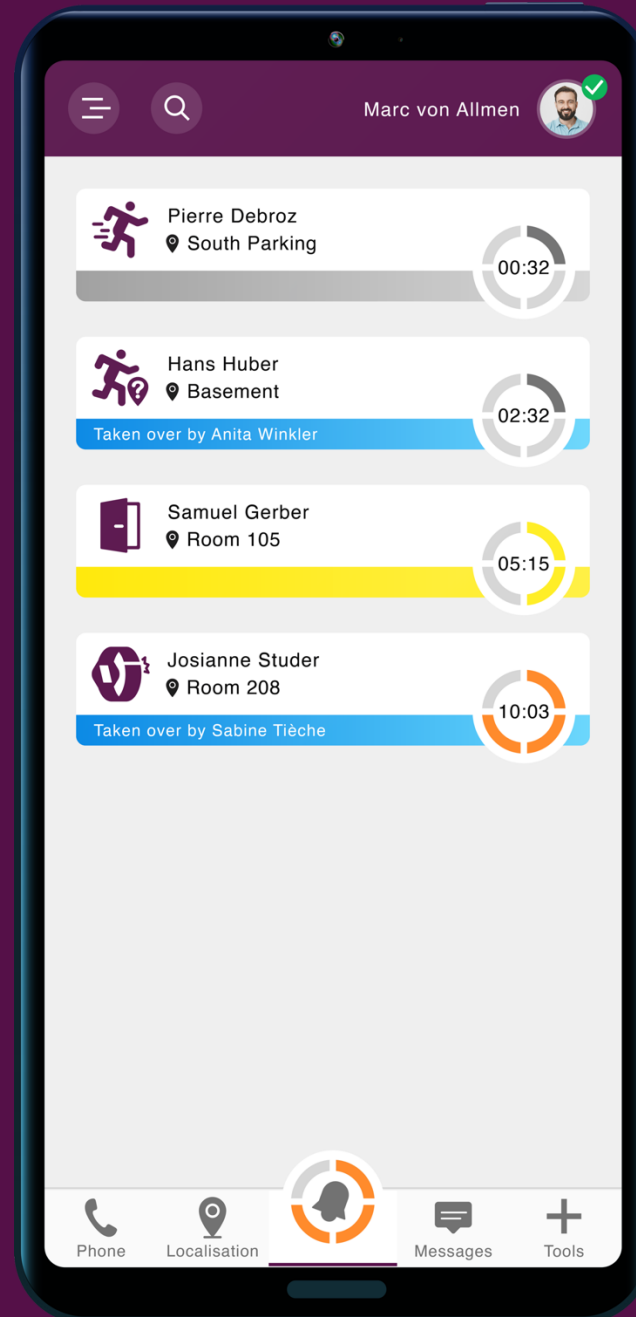 Marc von Allmen
Pierre Debroz
South Parking
00:32
Hans Huber
Basement
02:32
Taken over by Anita Winkler
Samuel Gerber
Room 105
05:15
Josianne Studer
Room 208
10:03
Taken over by Sabine Tièche
Phone
Localisation
Messages
Tools